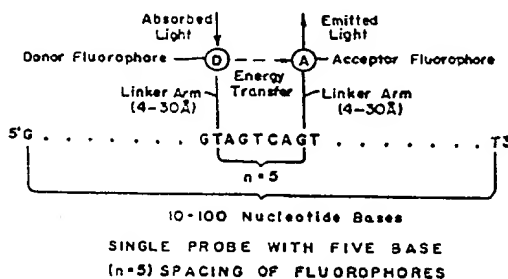 Absorbed Light
Emitted Light
Donor Fluorophore
D
A
Acceptor Fluorophore
Energy Transfer
Linker Arm (4-30Å)
Linker Arm (4-30Å)
5'G . . . . . . . . GTAGTCAGT . . . . . . . T3'
n=5
10-100 Nucleotide Bases
SINGLE PROBE WITH FIVE BASE
(n=5) SPACING OF FLUOROPHORES